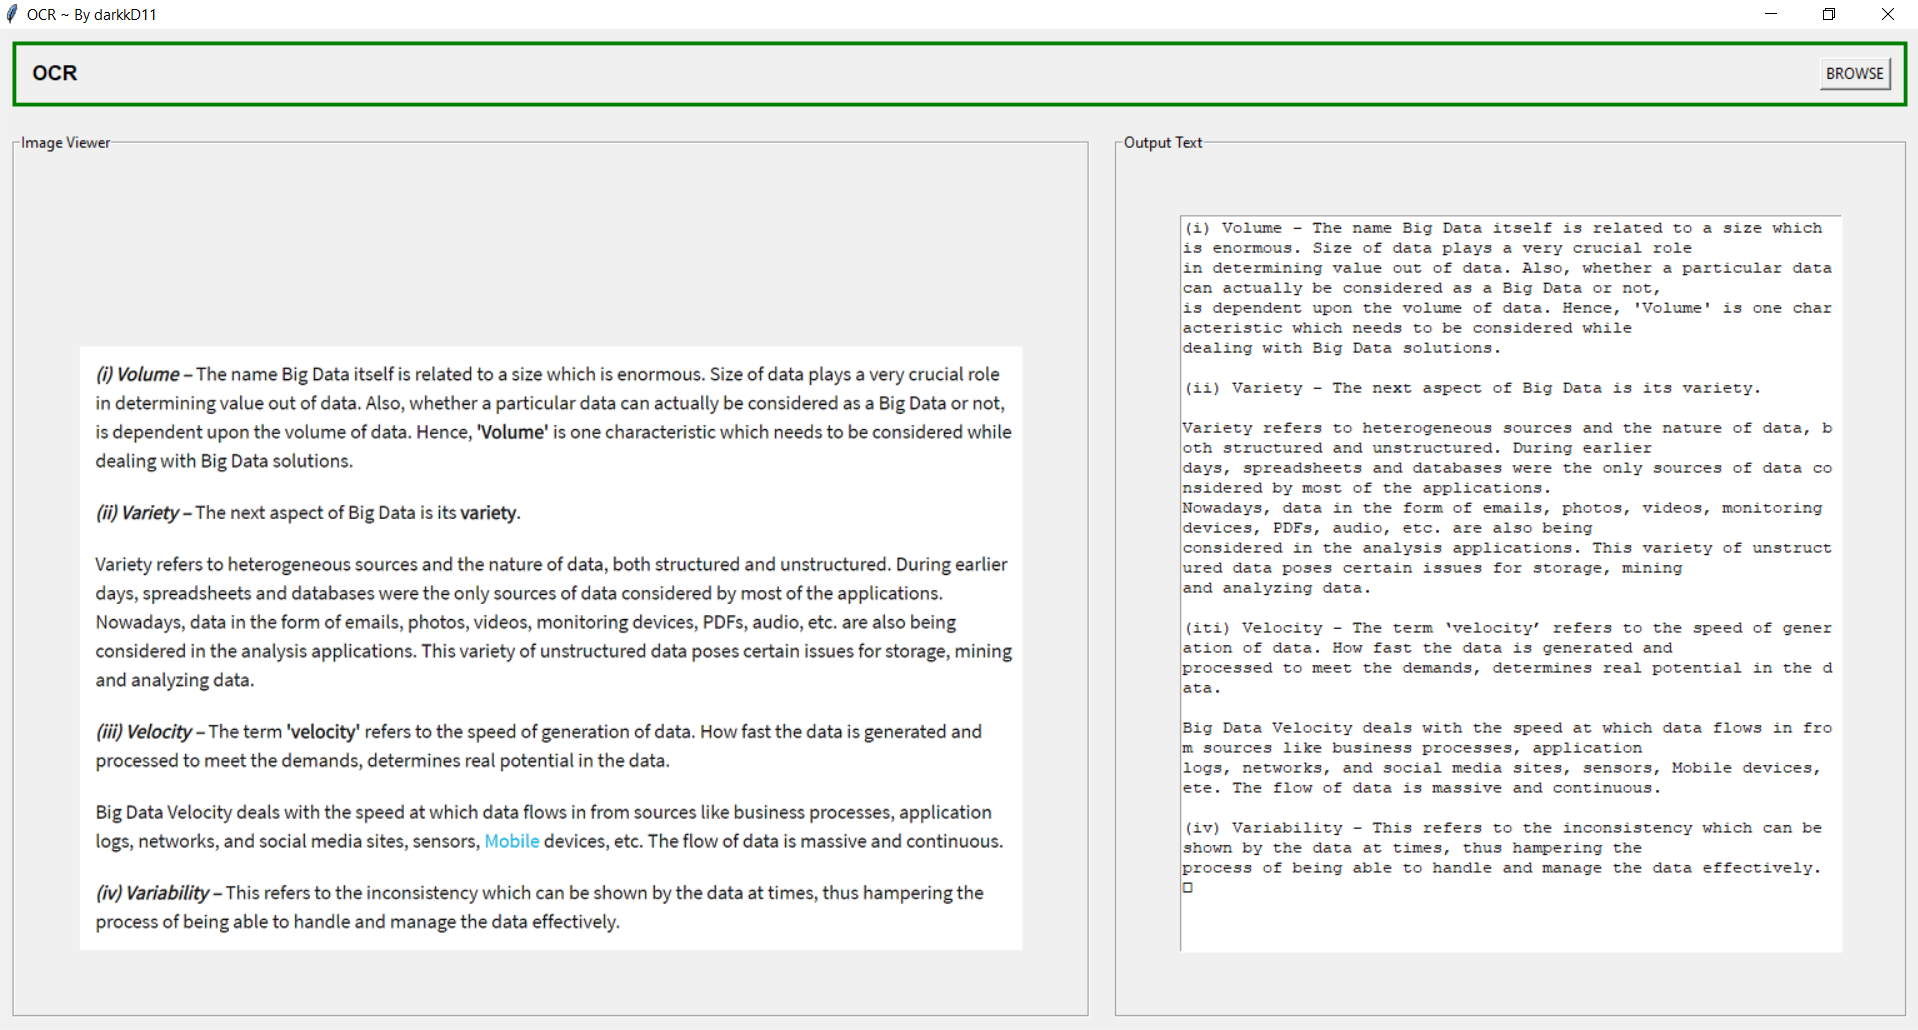 OCR ~ By darkkD11
OCR
BROWSE
Image Viewer
(i) Volume – The name Big Data itself is related to a size which is enormous. Size of data plays a very crucial role
in determining value out of data. Also, whether a particular data can actually be considered as a Big Data or not,
is dependent upon the volume of data. Hence, 'Volume' is one characteristic which needs to be considered while
dealing with Big Data solutions.
(ii) Variety – The next aspect of Big Data is its variety.
Variety refers to heterogeneous sources and the nature of data, both structured and unstructured. During earlier
days, spreadsheets and databases were the only sources of data considered by most of the applications.
Nowadays, data in the form of emails, photos, videos, monitoring devices, PDFs, audio, etc. are also being
considered in the analysis applications. This variety of unstructured data poses certain issues for storage, mining
and analyzing data.
(iii) Velocity – The term 'velocity' refers to the speed of generation of data. How fast the data is generated and
processed to meet the demands, determines real potential in the data.
Big Data Velocity deals with the speed at which data flows in from sources like business processes, application
logs, networks, and social media sites, sensors, Mobile devices, etc. The flow of data is massive and continuous.
(iv) Variability – This refers to the inconsistency which can be shown by the data at times, thus hampering the
process of being able to handle and manage the data effectively.
Output Text
(i) Volume – The name Big Data itself is related to a size which
is enormous. Size of data plays a very crucial role
in determining value out of data. Also, whether a particular data
can actually be considered as a Big Data or not,
is dependent upon the volume of data. Hence, 'Volume' is one char
acteristic which needs to be considered while
dealing with Big Data solutions.
(ii) Variety – The next aspect of Big Data is its variety.
Variety refers to heterogeneous sources and the nature of data, b
oth structured and unstructured. During earlier
days, spreadsheets and databases were the only sources of data co
nsidered by most of the applications.
Nowadays, data in the form of emails, photos, videos, monitoring
devices, PDFs, audio, etc. are also being
considered in the analysis applications. This variety of unstruct
ured data poses certain issues for storage, mining
and analyzing data.
(iti) Velocity – The term ‘velocity’ refers to the speed of gener
ation of data. How fast the data is generated and
processed to meet the demands, determines real potential in the d
ata.
Big Data Velocity deals with the speed at which data flows in fro
m sources like business processes, application
logs, networks, and social media sites, sensors, Mobile devices,
ete. The flow of data is massive and continuous.
(iv) Variability – This refers to the inconsistency which can be
shown by the data at times, thus hampering the
process of being able to handle and manage the data effectively.